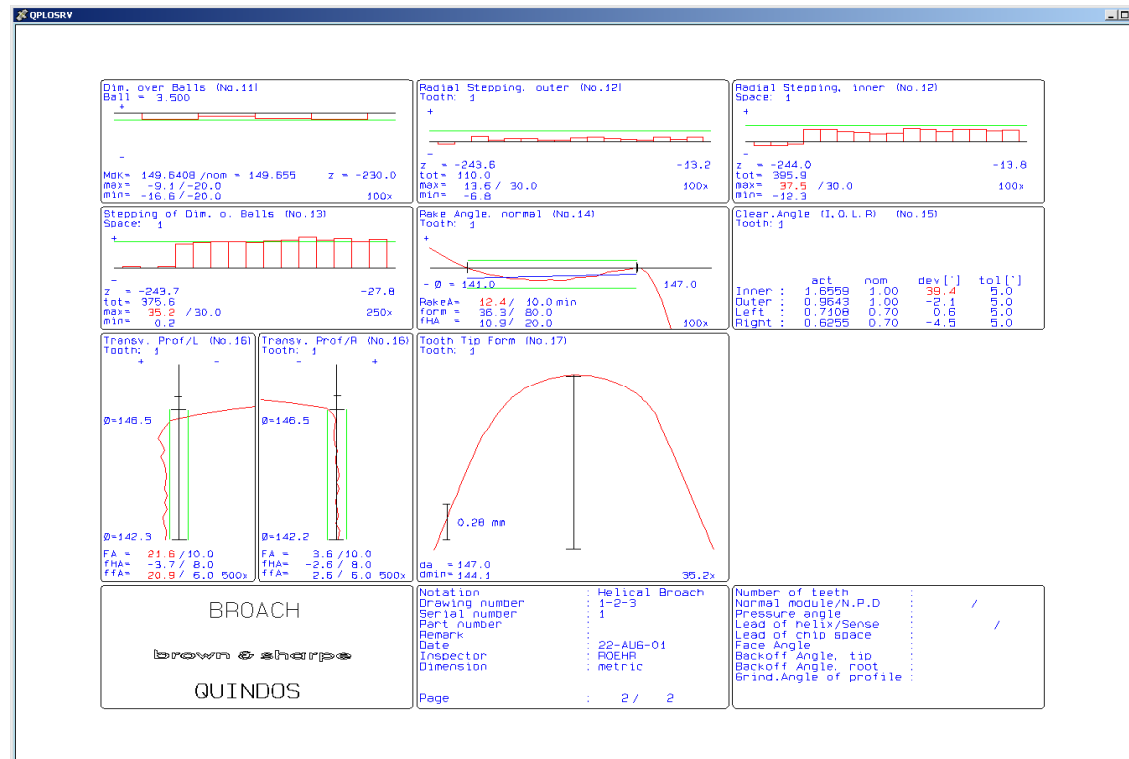 QPLOSRV
Dim. over Balls (No.11)
Ball = 3.500
+
-
MdK= 149.6408 /nom = 149.655 z = -230.0
max= -9.1 /-20.0
min= -16.6 /-20.0 100x
Radial Stepping, outer (No.12)
Tooth: 1
+
-
z = -243.6 -13.2
tot= 110.0
max= 13.6 / 30.0 100x
min= -6.8
Radial Stepping, inner (No.12)
Space: 1
+
-
z = -244.0 -13.8
tot= 395.9
max= 37.5 /30.0 100x
min= -12.3
Stepping of Dim. o. Balls (No.13)
Space: 1
+
-
z = -243.7 -27.8
tot= 375.6
max= 35.2 /30.0 250x
min= 0.2
Rake Angle, normal (No.14)
Tooth: 1
+
- Ø = 141.0 147.0
RakeA= 12.4 / 10.0 min
form = 36.3 / 80.0
fHA = 10.9 / 20.0 100x
Clear.Angle (I,O,L,R) (No.15)
Tooth: 1
act nom dev['] tol[']
Inner : 1.6559 1.00 39.4 5.0
Outer : 0.9643 1.00 -2.1 5.0
Left : 0.7108 0.70 0.6 5.0
Right : 0.6255 0.70 -4.5 5.0
Transv. Prof/L (No.16)
Tooth: 1
+ -
Ø=146.5
Ø=142.3
FA = 21.6 /10.0
fHA= -3.7 / 8.0
ffA= 20.9 / 6.0 500x
Transv. Prof/R (No.16)
Tooth: 1
- +
Ø=146.5
Ø=142.2
FA = 3.6 /10.0
fHA= -2.6 / 8.0
ffA= 2.6 / 6.0 500x
Tooth Tip Form (No.17)
Tooth: 1
0.28 mm
da =147.0
dmin=144.1 35.2x
BROACH
brown & sharpe
QUINDOS
Notation : Helical Broach
Drawing number : 1-2-3
Serial number : 1
Part number :
Remark :
Date : 22-AUG-01
Inspector : ROEHR
Dimension : metric
Page : 2 / 2
Number of teeth :
Normal module/N.P.D : /
Pressure angle :
Lead of helix/Sense : /
Lead of chip space :
Face Angle :
Backoff Angle, tip :
Backoff Angle, root :
Grind.Angle of profile :